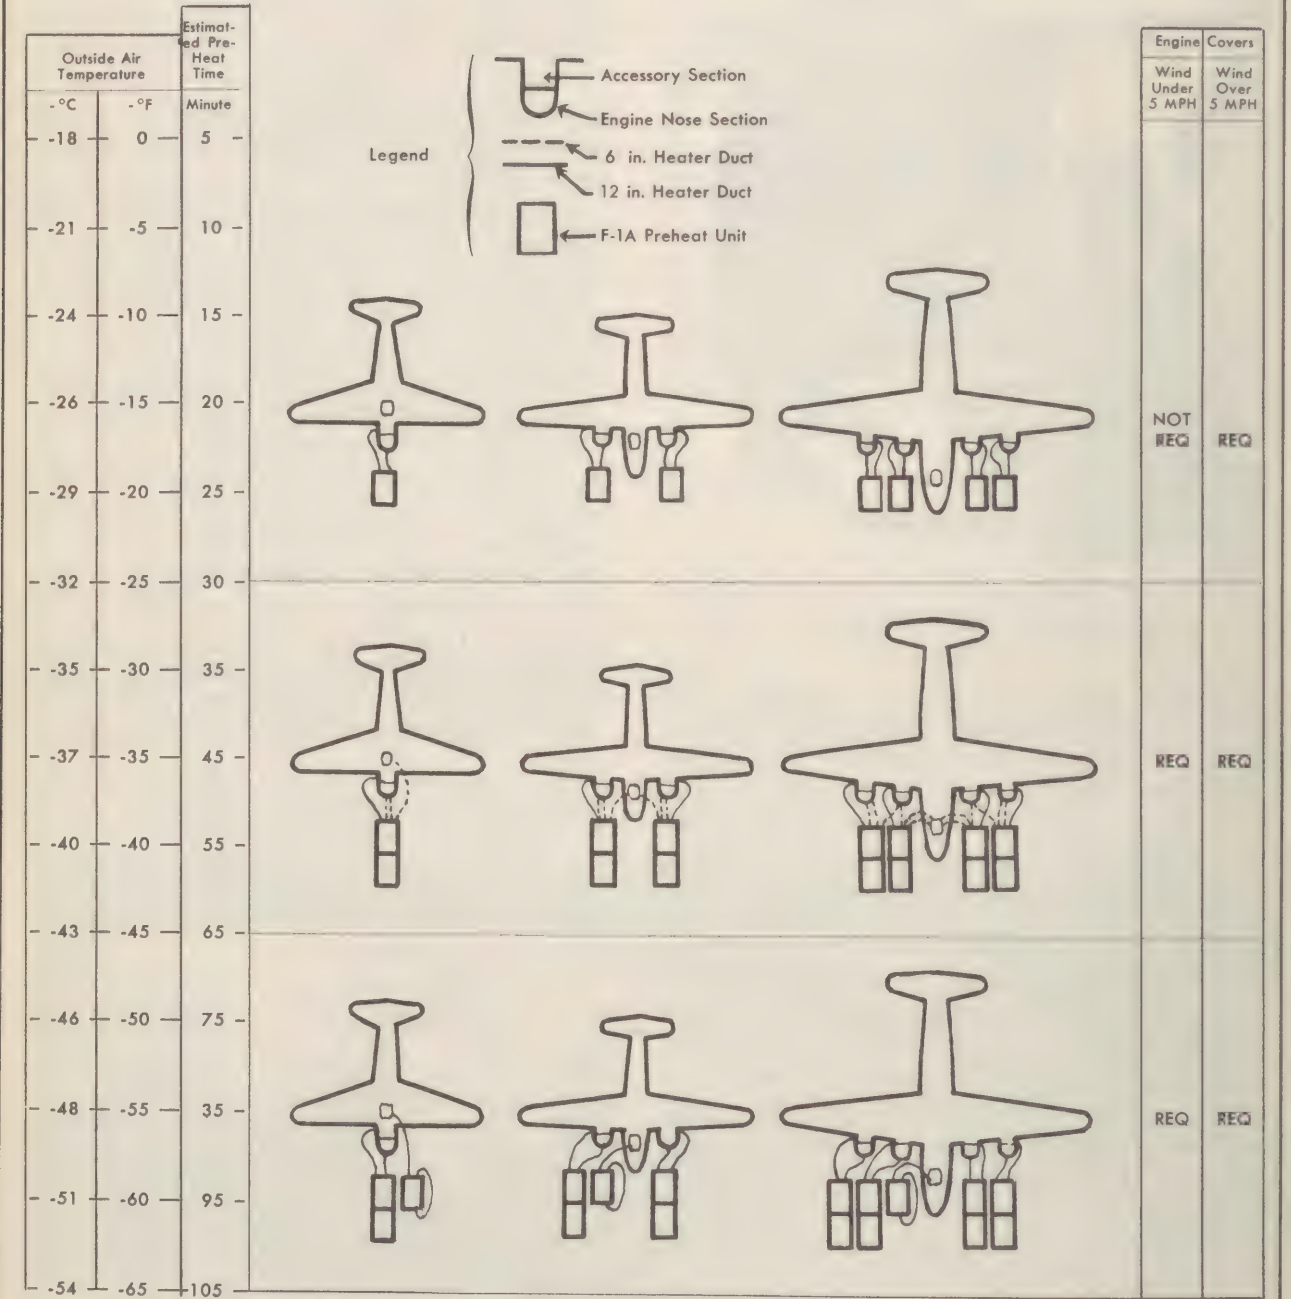 Estimat-
ed Pre-
Heat
Time
Outside Air
Temperature
Engine Covers
Wind
Under
5 MPH
Wind
Over
5 MPH
- °C - °F Minute
Legend
Accessory Section
Engine Nose Section
6 in. Heater Duct
12 in. Heater Duct
F-1A Preheat Unit
-18 0 5
-21 -5 10
-24 -10 15
-26 -15 20
NOT
REQ REQ
-29 -20 25
-32 -25 30
-35 -30 35
-37 -35 45 REQ REQ
-40 -40 55
-43 -45 65
-46 -50 75
-48 -55 35 REQ REQ
-51 -60 95
-54 -65 105